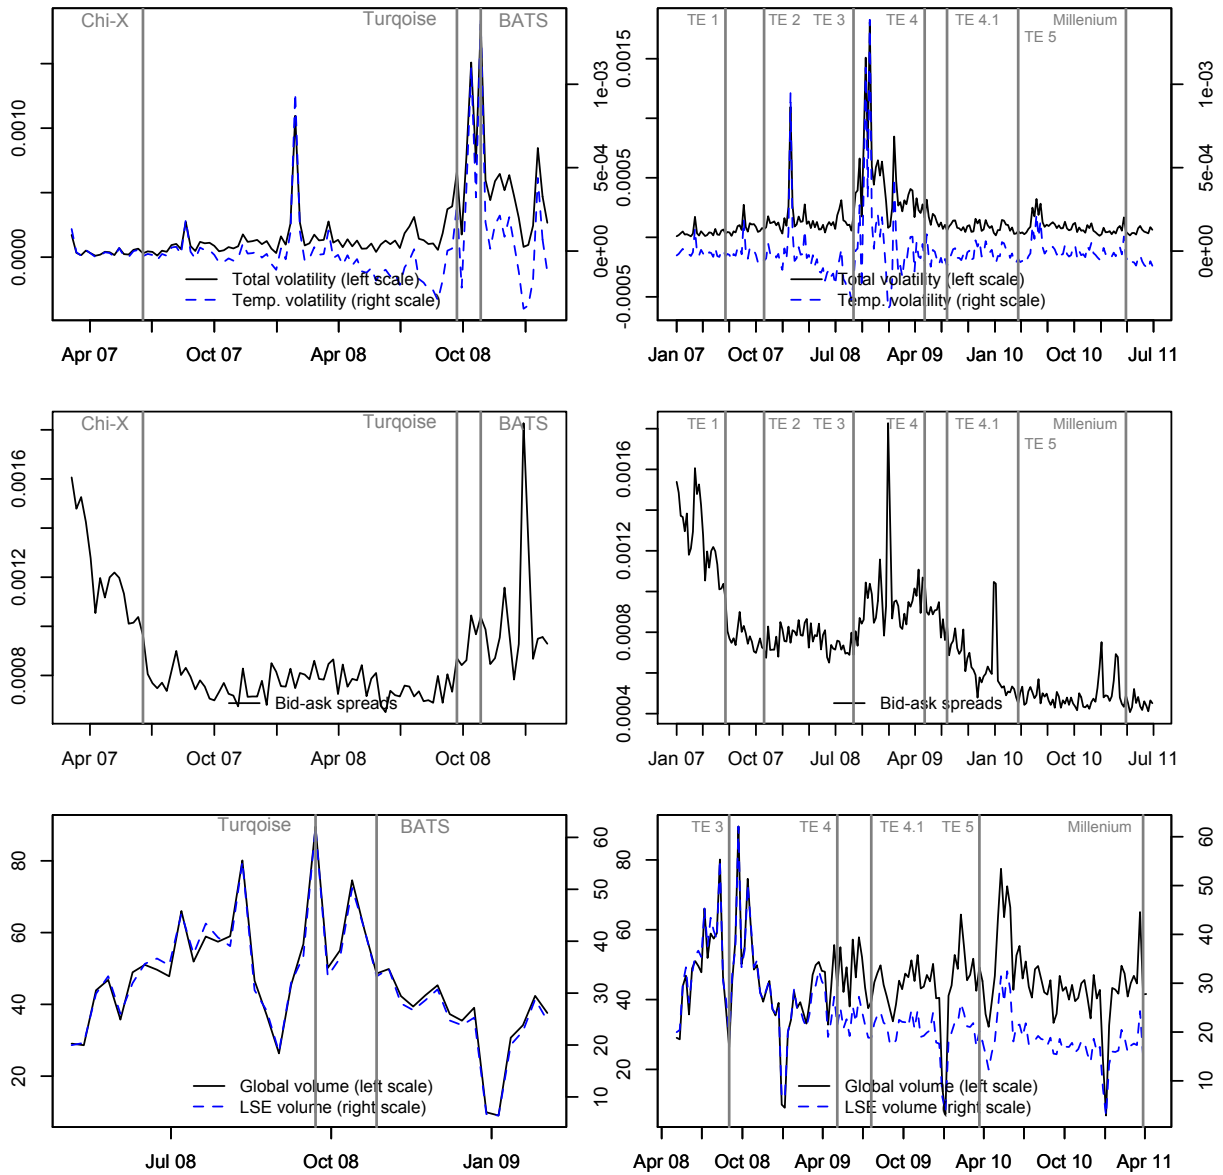 Chi-X Turqoise BATS
0.0000 0.0010
0e+00 5e-04 1e-03
Total volatility (left scale)
Temp. volatility (right scale)
Apr 07 Oct 07 Apr 08 Oct 08
TE 1 TE 2 TE 3 TE 4 TE 4.1 Millenium
TE 5
-0.0005 0.0005 0.0015
0e+00 5e-04 1e-03
Total volatility (left scale)
Temp. volatility (right scale)
Jan 07 Oct 07 Jul 08 Apr 09 Jan 10 Oct 10 Jul 11
Chi-X Turqoise BATS
0.0008 0.0012 0.0016
Bid-ask spreads
Apr 07 Oct 07 Apr 08 Oct 08
TE 1 TE 2 TE 3 TE 4 TE 4.1 Millenium
TE 5
0.0004 0.0008 0.0012 0.0016
Bid-ask spreads
Jan 07 Oct 07 Jul 08 Apr 09 Jan 10 Oct 10 Jul 11
Turqoise BATS
20 40 60 80
10 20 30 40 50 60
Global volume (left scale)
LSE volume (right scale)
Jul 08 Oct 08 Jan 09
TE 3 TE 4 TE 4.1 TE 5 Millenium
20 40 60 80
10 20 30 40 50 60
Global volume (left scale)
LSE volume (right scale)
Apr 08 Oct 08 Apr 09 Oct 09 Apr 10 Oct 10 Apr 11